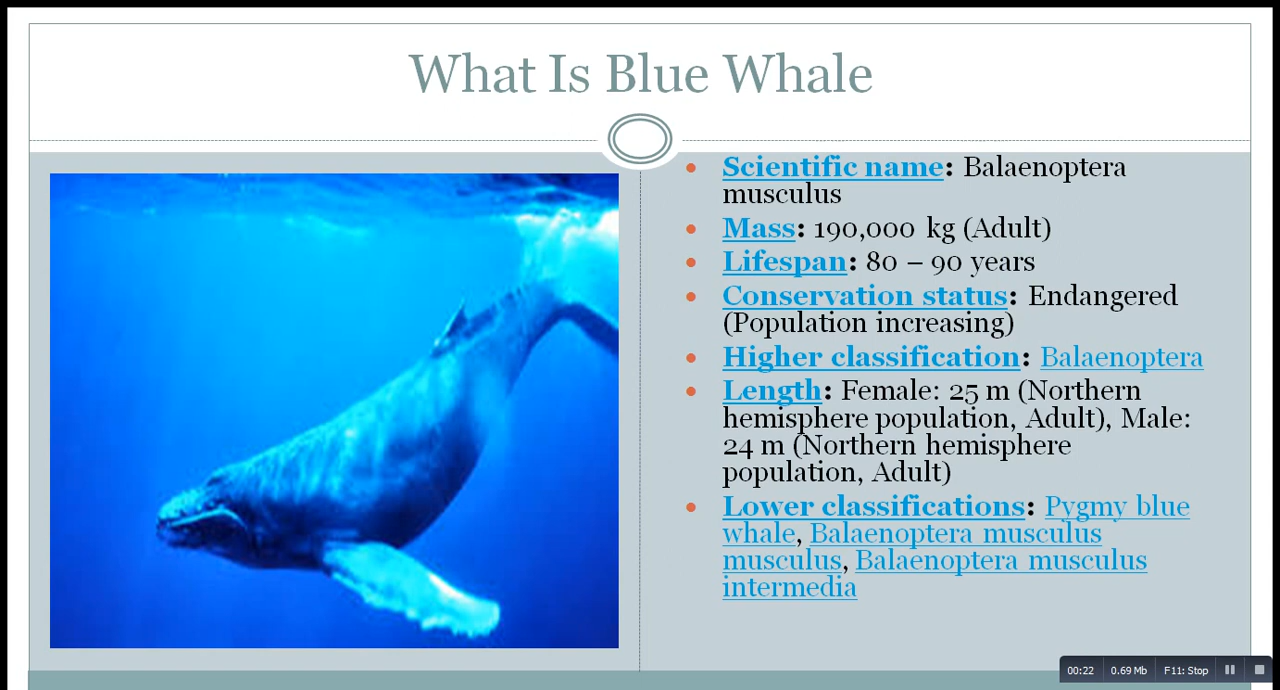 What Is Blue Whale
Scientific name: Balaenoptera
musculus
Mass: 190,000 kg (Adult)
Lifespan: 80 – 90 years
Conservation status: Endangered
(Population increasing)
Higher classification: Balaenoptera
Length: Female: 25 m (Northern
hemisphere population, Adult), Male:
24 m (Northern hemisphere
population, Adult)
Lower classifications: Pygmy blue
whale, Balaenoptera musculus
musculus, Balaenoptera musculus
intermedia
00:22 0.69 Mb F11: Stop